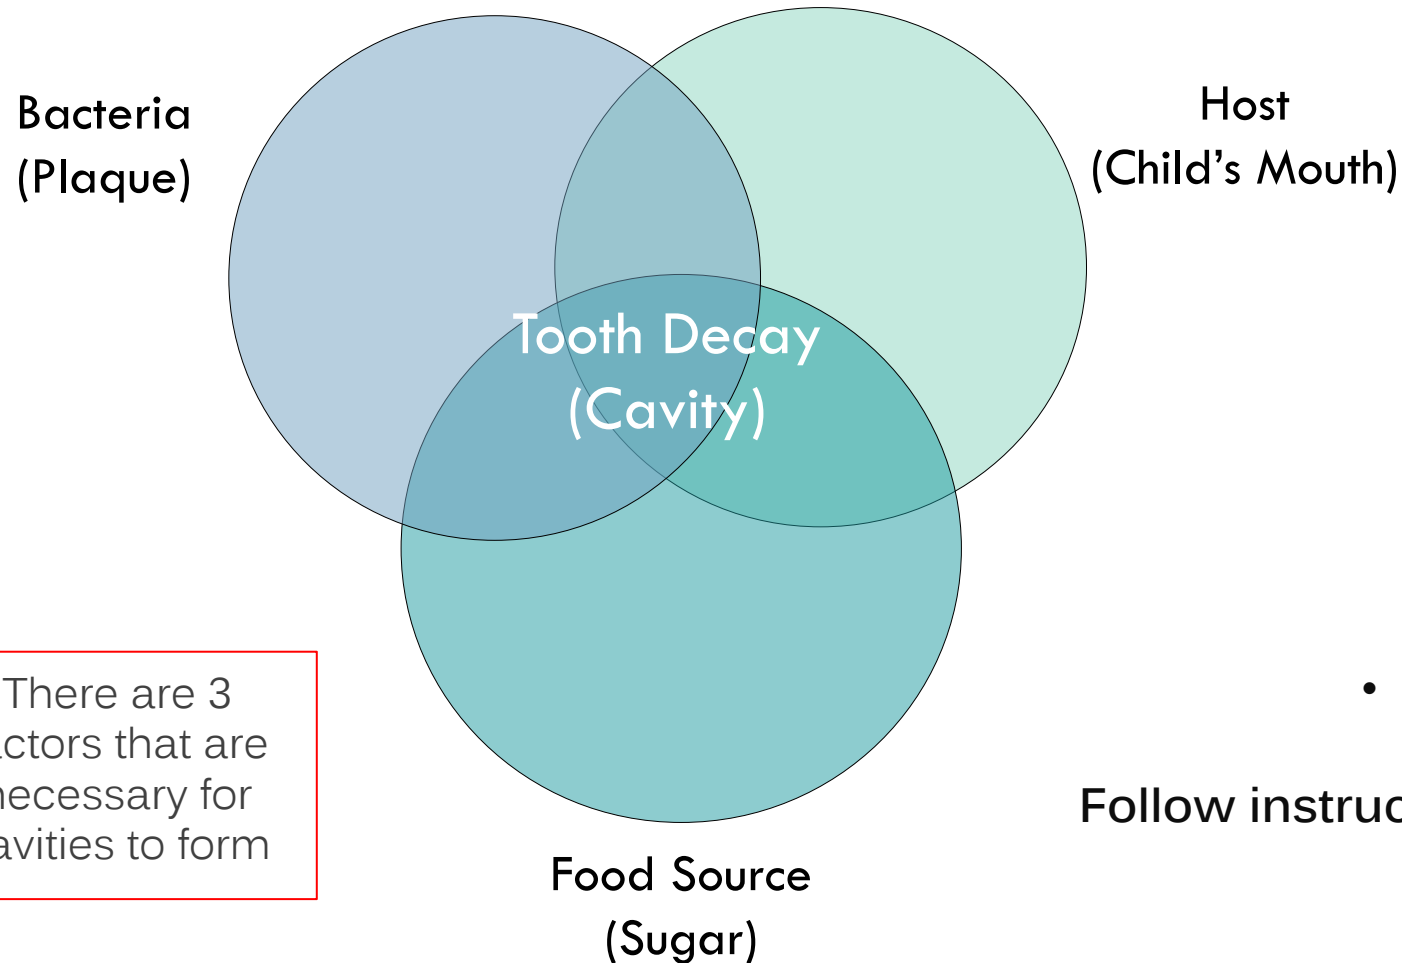 Bacteria
(Plaque)
Host
(Child's Mouth)
Tooth Decay
(Cavity)
There are 3
actors that are
necessary for
avities to form
•
Follow instruc
Food Source
(Sugar)